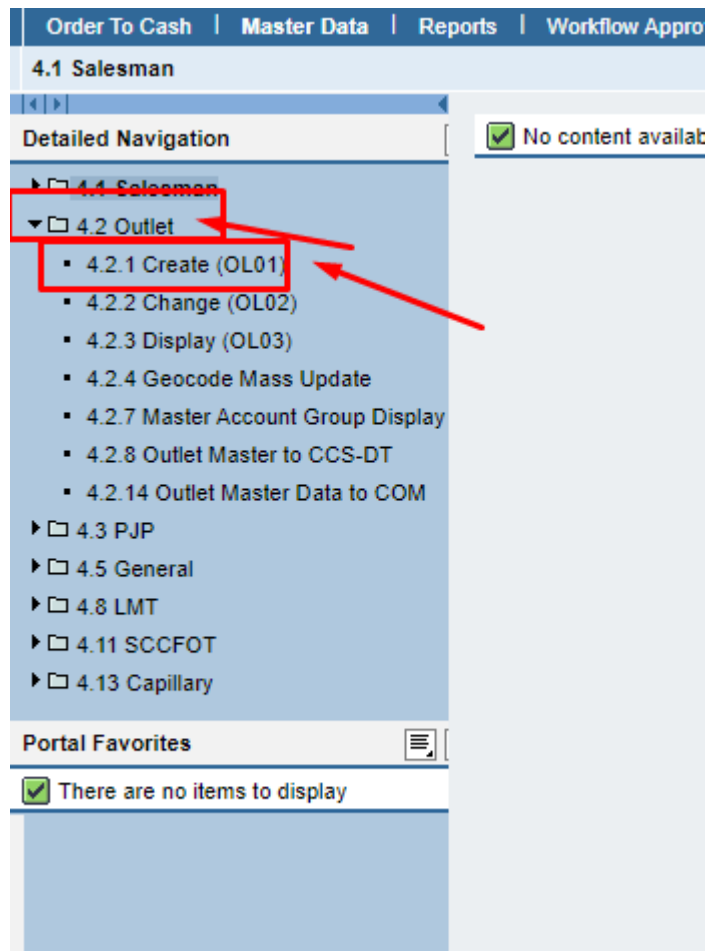 Order To Cash | Master Data | Reports | Workflow Appro
4.1 Salesman
Detailed Navigation
No content availab
4.1 Salesman
4.2 Outlet
4.2.1 Create (OL01)
4.2.2 Change (OL02)
4.2.3 Display (OL03)
4.2.4 Geocode Mass Update
4.2.7 Master Account Group Display
4.2.8 Outlet Master to CCS-DT
4.2.14 Outlet Master Data to COM
4.3 PJP
4.5 General
4.8 LMT
4.11 SCCFOT
4.13 Capillary
Portal Favorites
There are no items to display